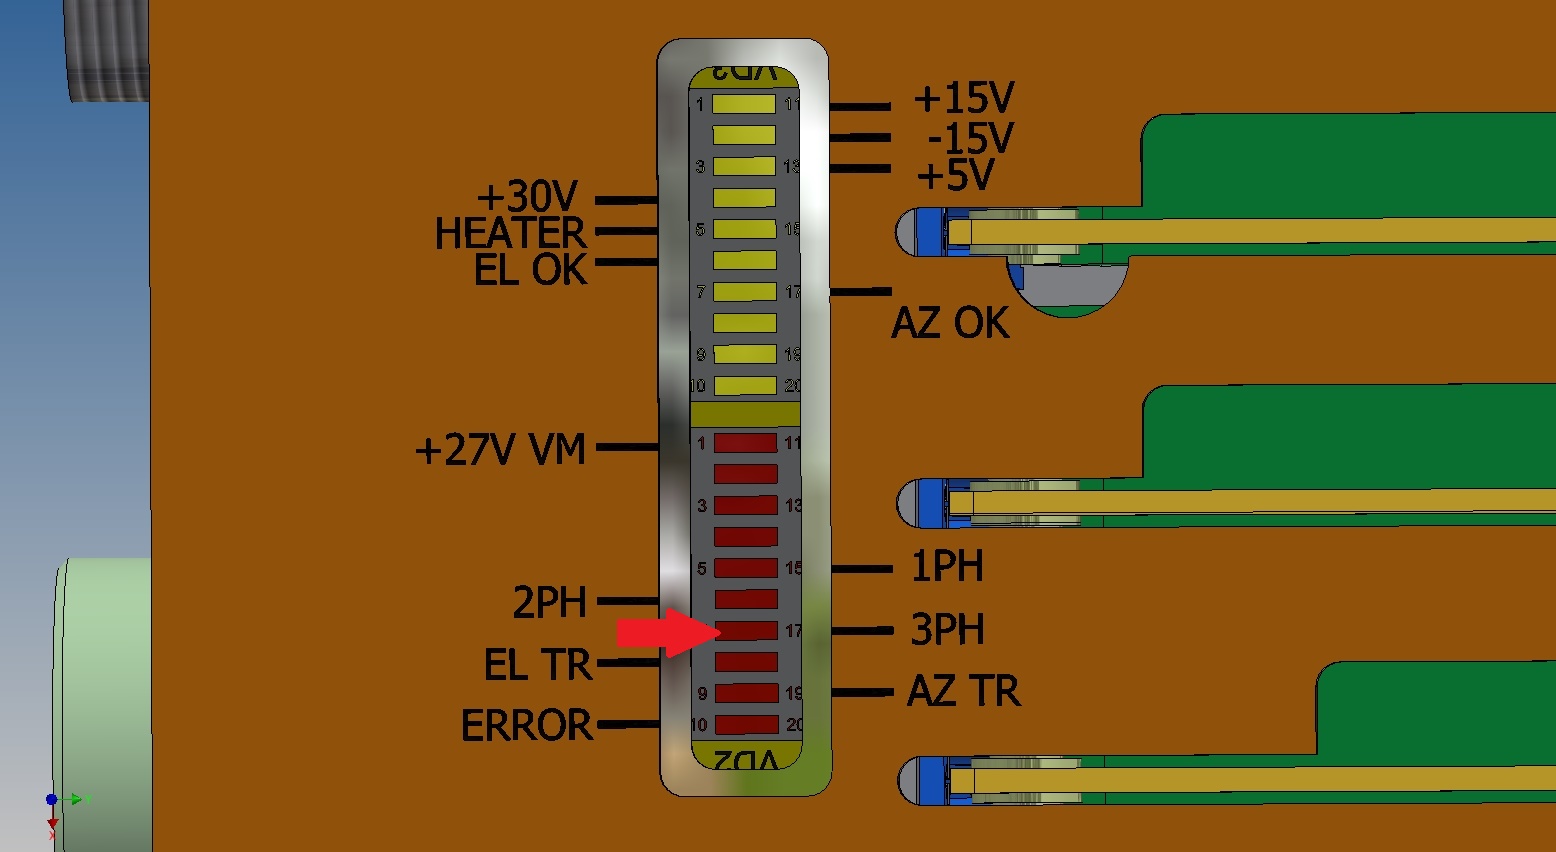 VD3
1 11 +15V
-15V
3 13 +5V
+30V
HEATER 5 15
EL OK
7 17 AZ OK
9 19
10 20
+27V VM 1 11
3 13
5 15 1PH
2PH
17 3PH
EL TR
9 19 AZ TR
ERROR 10 20
VD2
Y
X